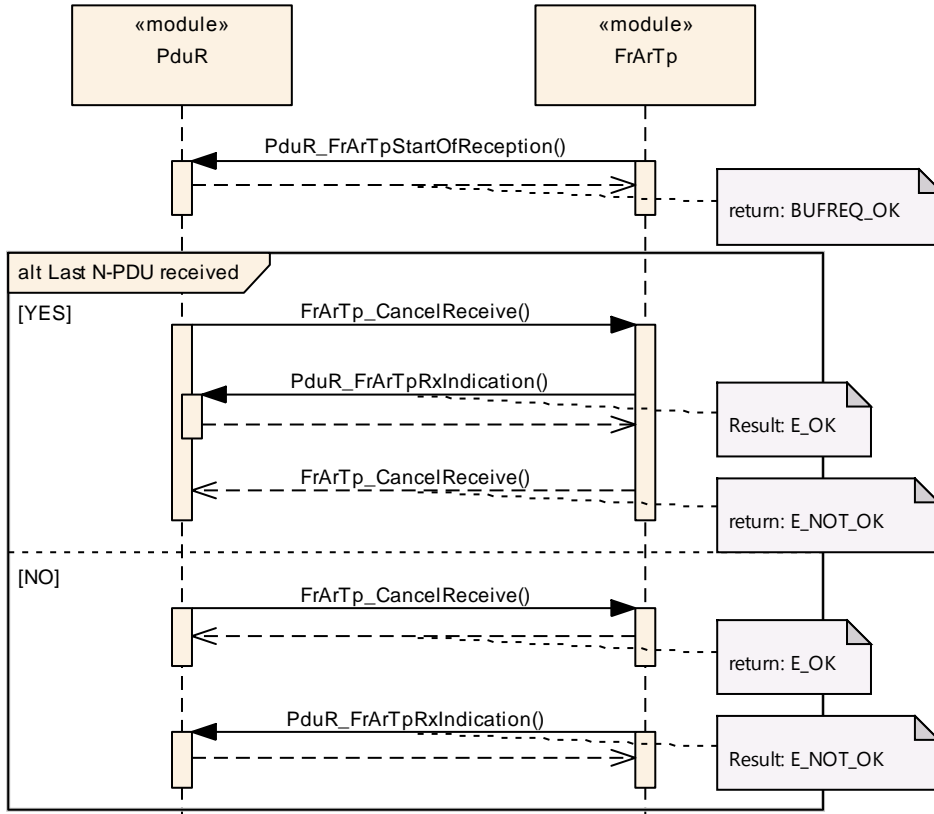 «module»
PduR
«module»
FrArTp
PduR_FrArTpStartOfReception()
return: BUFREQ_OK
alt Last N-PDU received
[YES]
FrArTp_CancelReceive()
PduR_FrArTpRxIndication()
Result: E_OK
FrArTp_CancelReceive()
return: E_NOT_OK
[NO]
FrArTp_CancelReceive()
return: E_OK
PduR_FrArTpRxIndication()
Result: E_NOT_OK